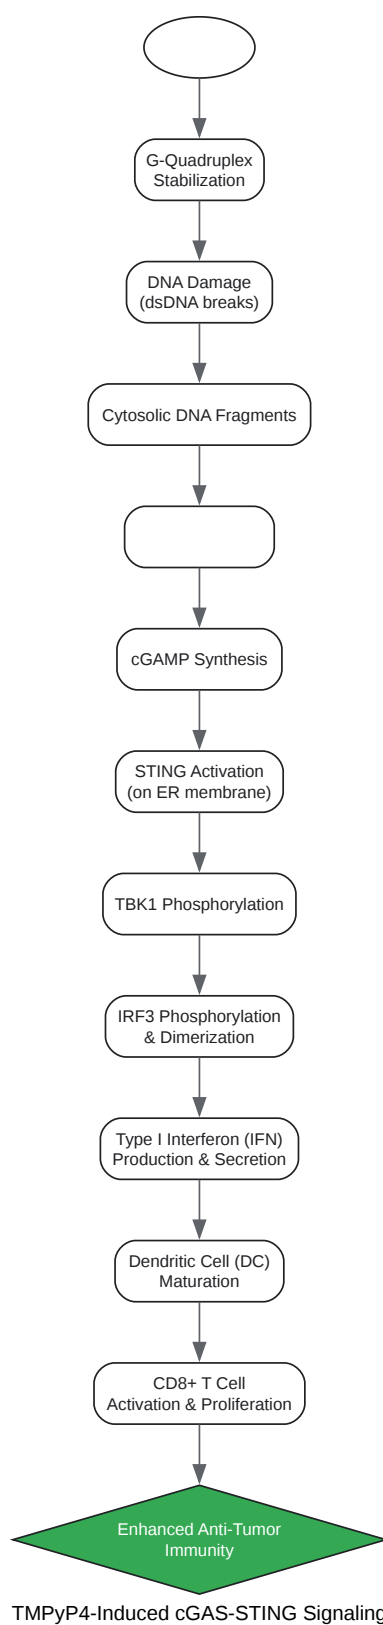 G-Quadruplex
Stabilization
DNA Damage
(dsDNA breaks)
Cytosolic DNA Fragments
cGAMP Synthesis
STING Activation
(on ER membrane)
TBK1 Phosphorylation
IRF3 Phosphorylation
& Dimerization
Type I Interferon (IFN)
Production & Secretion
Dendritic Cell (DC)
Maturation
CD8+ T Cell
Activation & Proliferation
Enhanced Anti-Tumor
Immunity
TMPyP4-Induced cGAS-STING Signaling